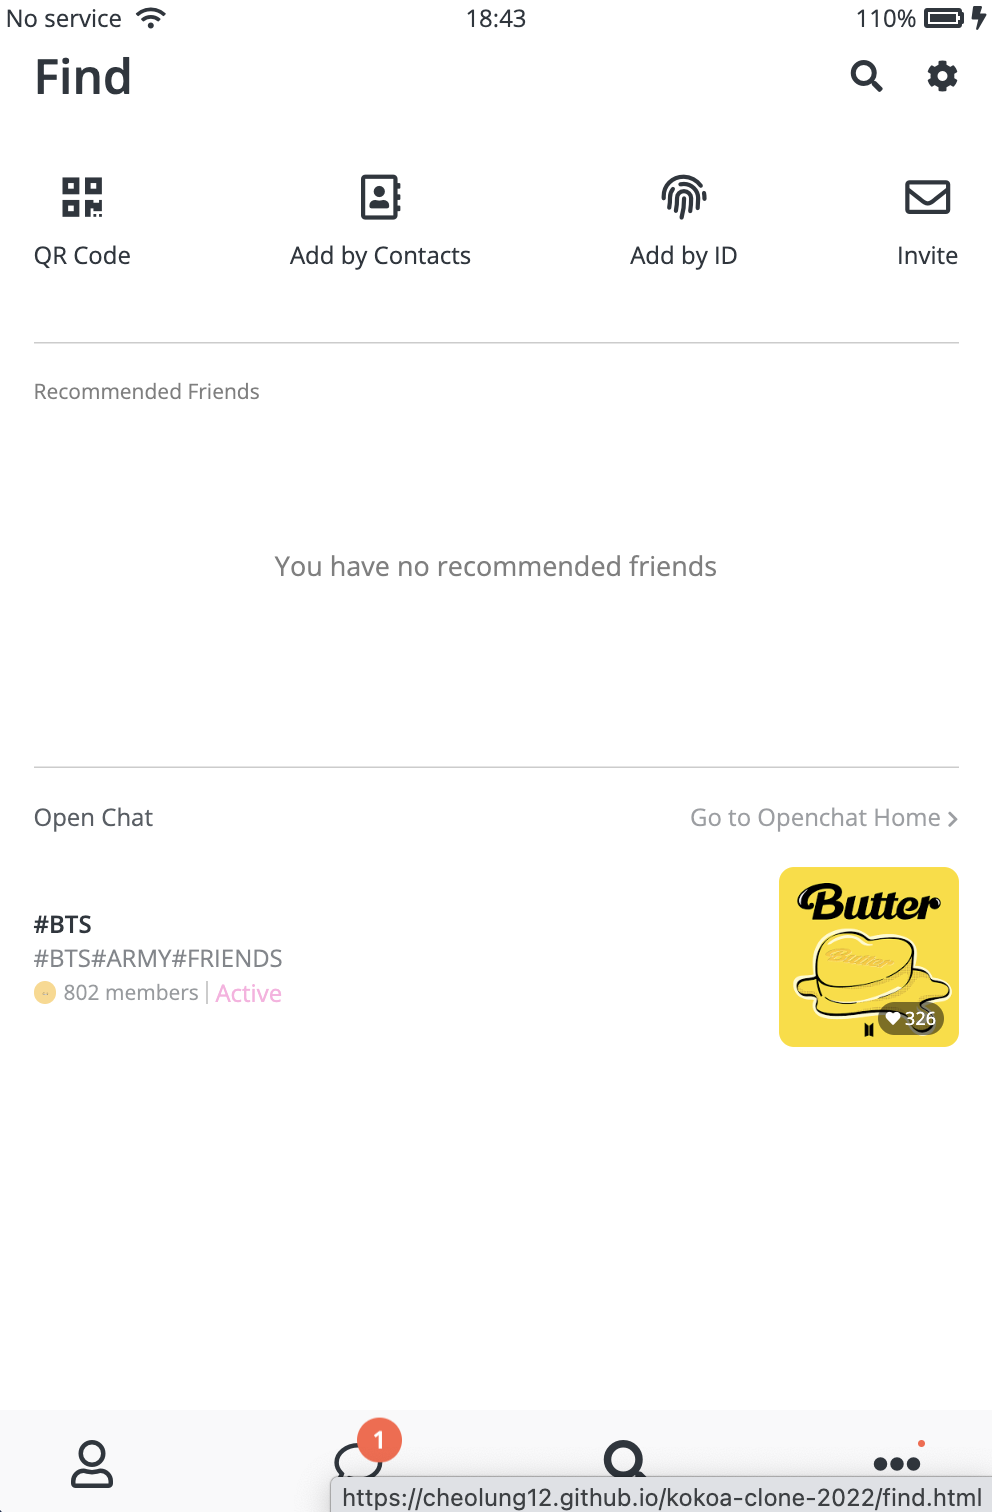 No service 18:43 110%
Find
QR Code Add by Contacts Add by ID Invite
Recommended Friends
You have no recommended friends
Open Chat Go to Openchat Home
#BTS
#BTS#ARMY#FRIENDS
802 members Active
Butter
Butter
326
1
https://cheolung12.github.io/kokoa-clone-2022/find.html